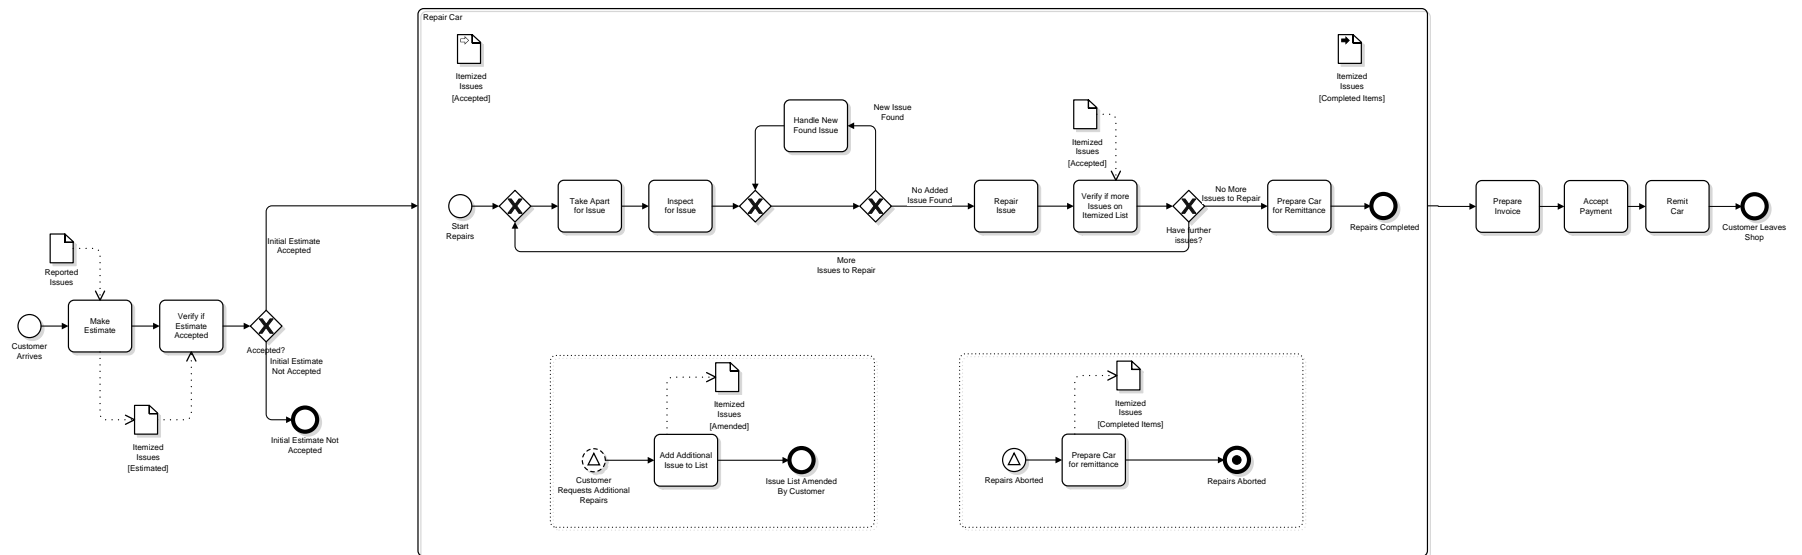 Repair Car
Itemized
Issues
[Accepted]
Itemized
Issues
[Completed Items]
Handle New
Found Issue
New Issue
Found
Itemized
Issues
[Accepted]
Start
Repairs
Take Apart
for Issue
Inspect
for Issue
No Added
Issue Found
Repair
Issue
Verify if more
Issues on
Itemized List
Have further
issues?
No More
Issues to Repair
Prepare Car
for Remittance
Repairs Completed
More
Issues to Repair
Prepare
Invoice
Accept
Payment
Remit
Car
Customer Leaves
Shop
Initial Estimate
Accepted
Reported
Issues
Customer
Arrives
Make
Estimate
Verify if
Estimate
Accepted
Accepted?
Initial Estimate
Not Accepted
Itemized
Issues
[Estimated]
Initial Estimate Not
Accepted
Itemized
Issues
[Amended]
Customer
Requests Additional
Repairs
Add Additional
Issue to List
Issue List Amended
By Customer
Itemized
Issues
[Completed Items]
Repairs Aborted
Prepare Car
for remittance
Repairs Aborted